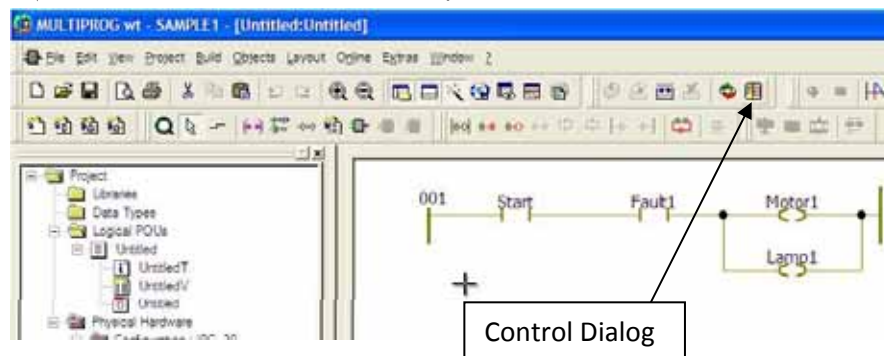 MULTIPROG wt - SAMPLE1 - [Untitled:Untitled]
File Edit View Project Build Objects Layout Online Extras Window ?
Project
Libraries
Data Types
Logical POUs
Untitled
UntitledT
UntitledV
Untitled
Physical Hardware
001 Start Fault1 Motor1
Lamp1
Control Dialog